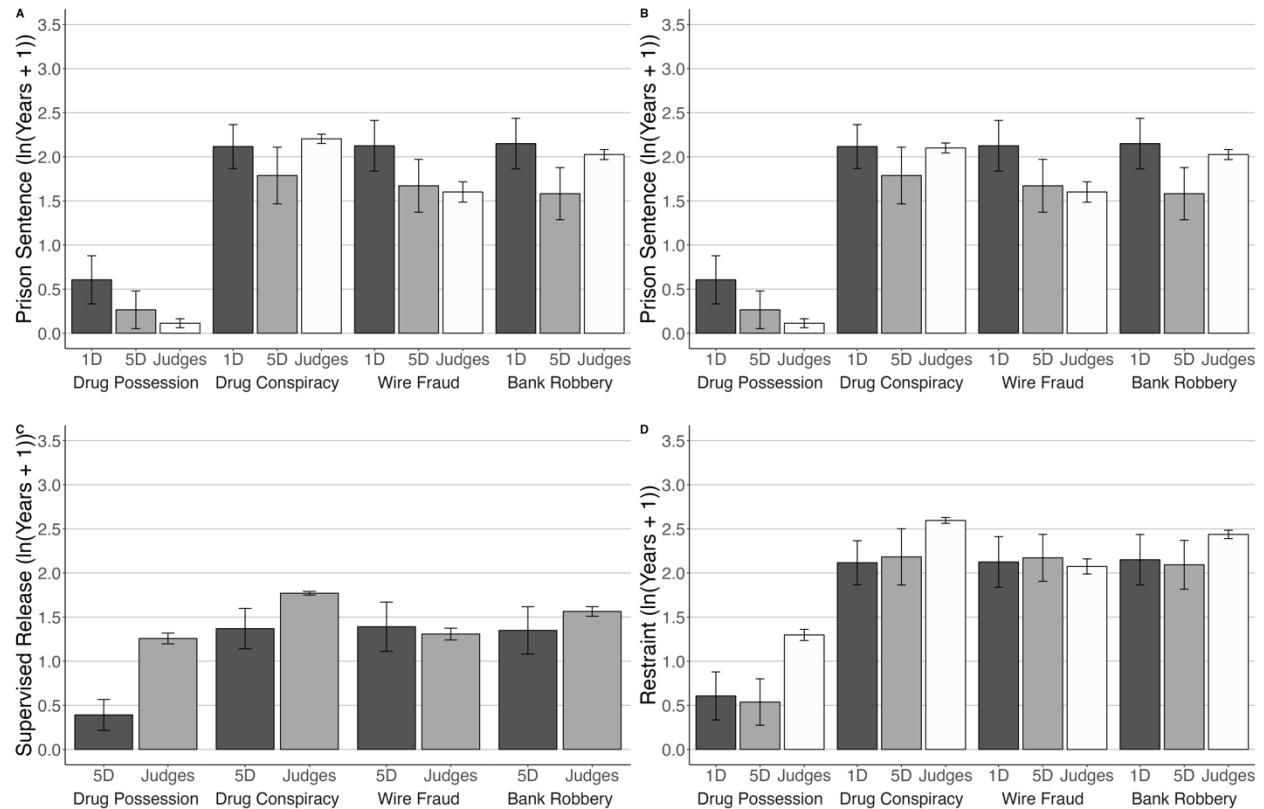 A
Prison Sentence (ln(Years + 1))
3.5
3.0
2.5
2.0
1.5
1.0
0.5
0.0
1D 5D Judges 1D 5D Judges 1D 5D Judges 1D 5D Judges
Drug Possession Drug Conspiracy Wire Fraud Bank Robbery
B
Prison Sentence (ln(Years + 1))
3.5
3.0
2.5
2.0
1.5
1.0
0.5
0.0
1D 5D Judges 1D 5D Judges 1D 5D Judges 1D 5D Judges
Drug Possession Drug Conspiracy Wire Fraud Bank Robbery
C
Supervised Release (ln(Years + 1))
3.5
3.0
2.5
2.0
1.5
1.0
0.5
0.0
5D Judges 5D Judges 5D Judges 5D Judges
Drug Possession Drug Conspiracy Wire Fraud Bank Robbery
D
Restraint (ln(Years + 1))
3.5
3.0
2.5
2.0
1.5
1.0
0.5
0.0
1D 5D Judges 1D 5D Judges 1D 5D Judges 1D 5D Judges
Drug Possession Drug Conspiracy Wire Fraud Bank Robbery